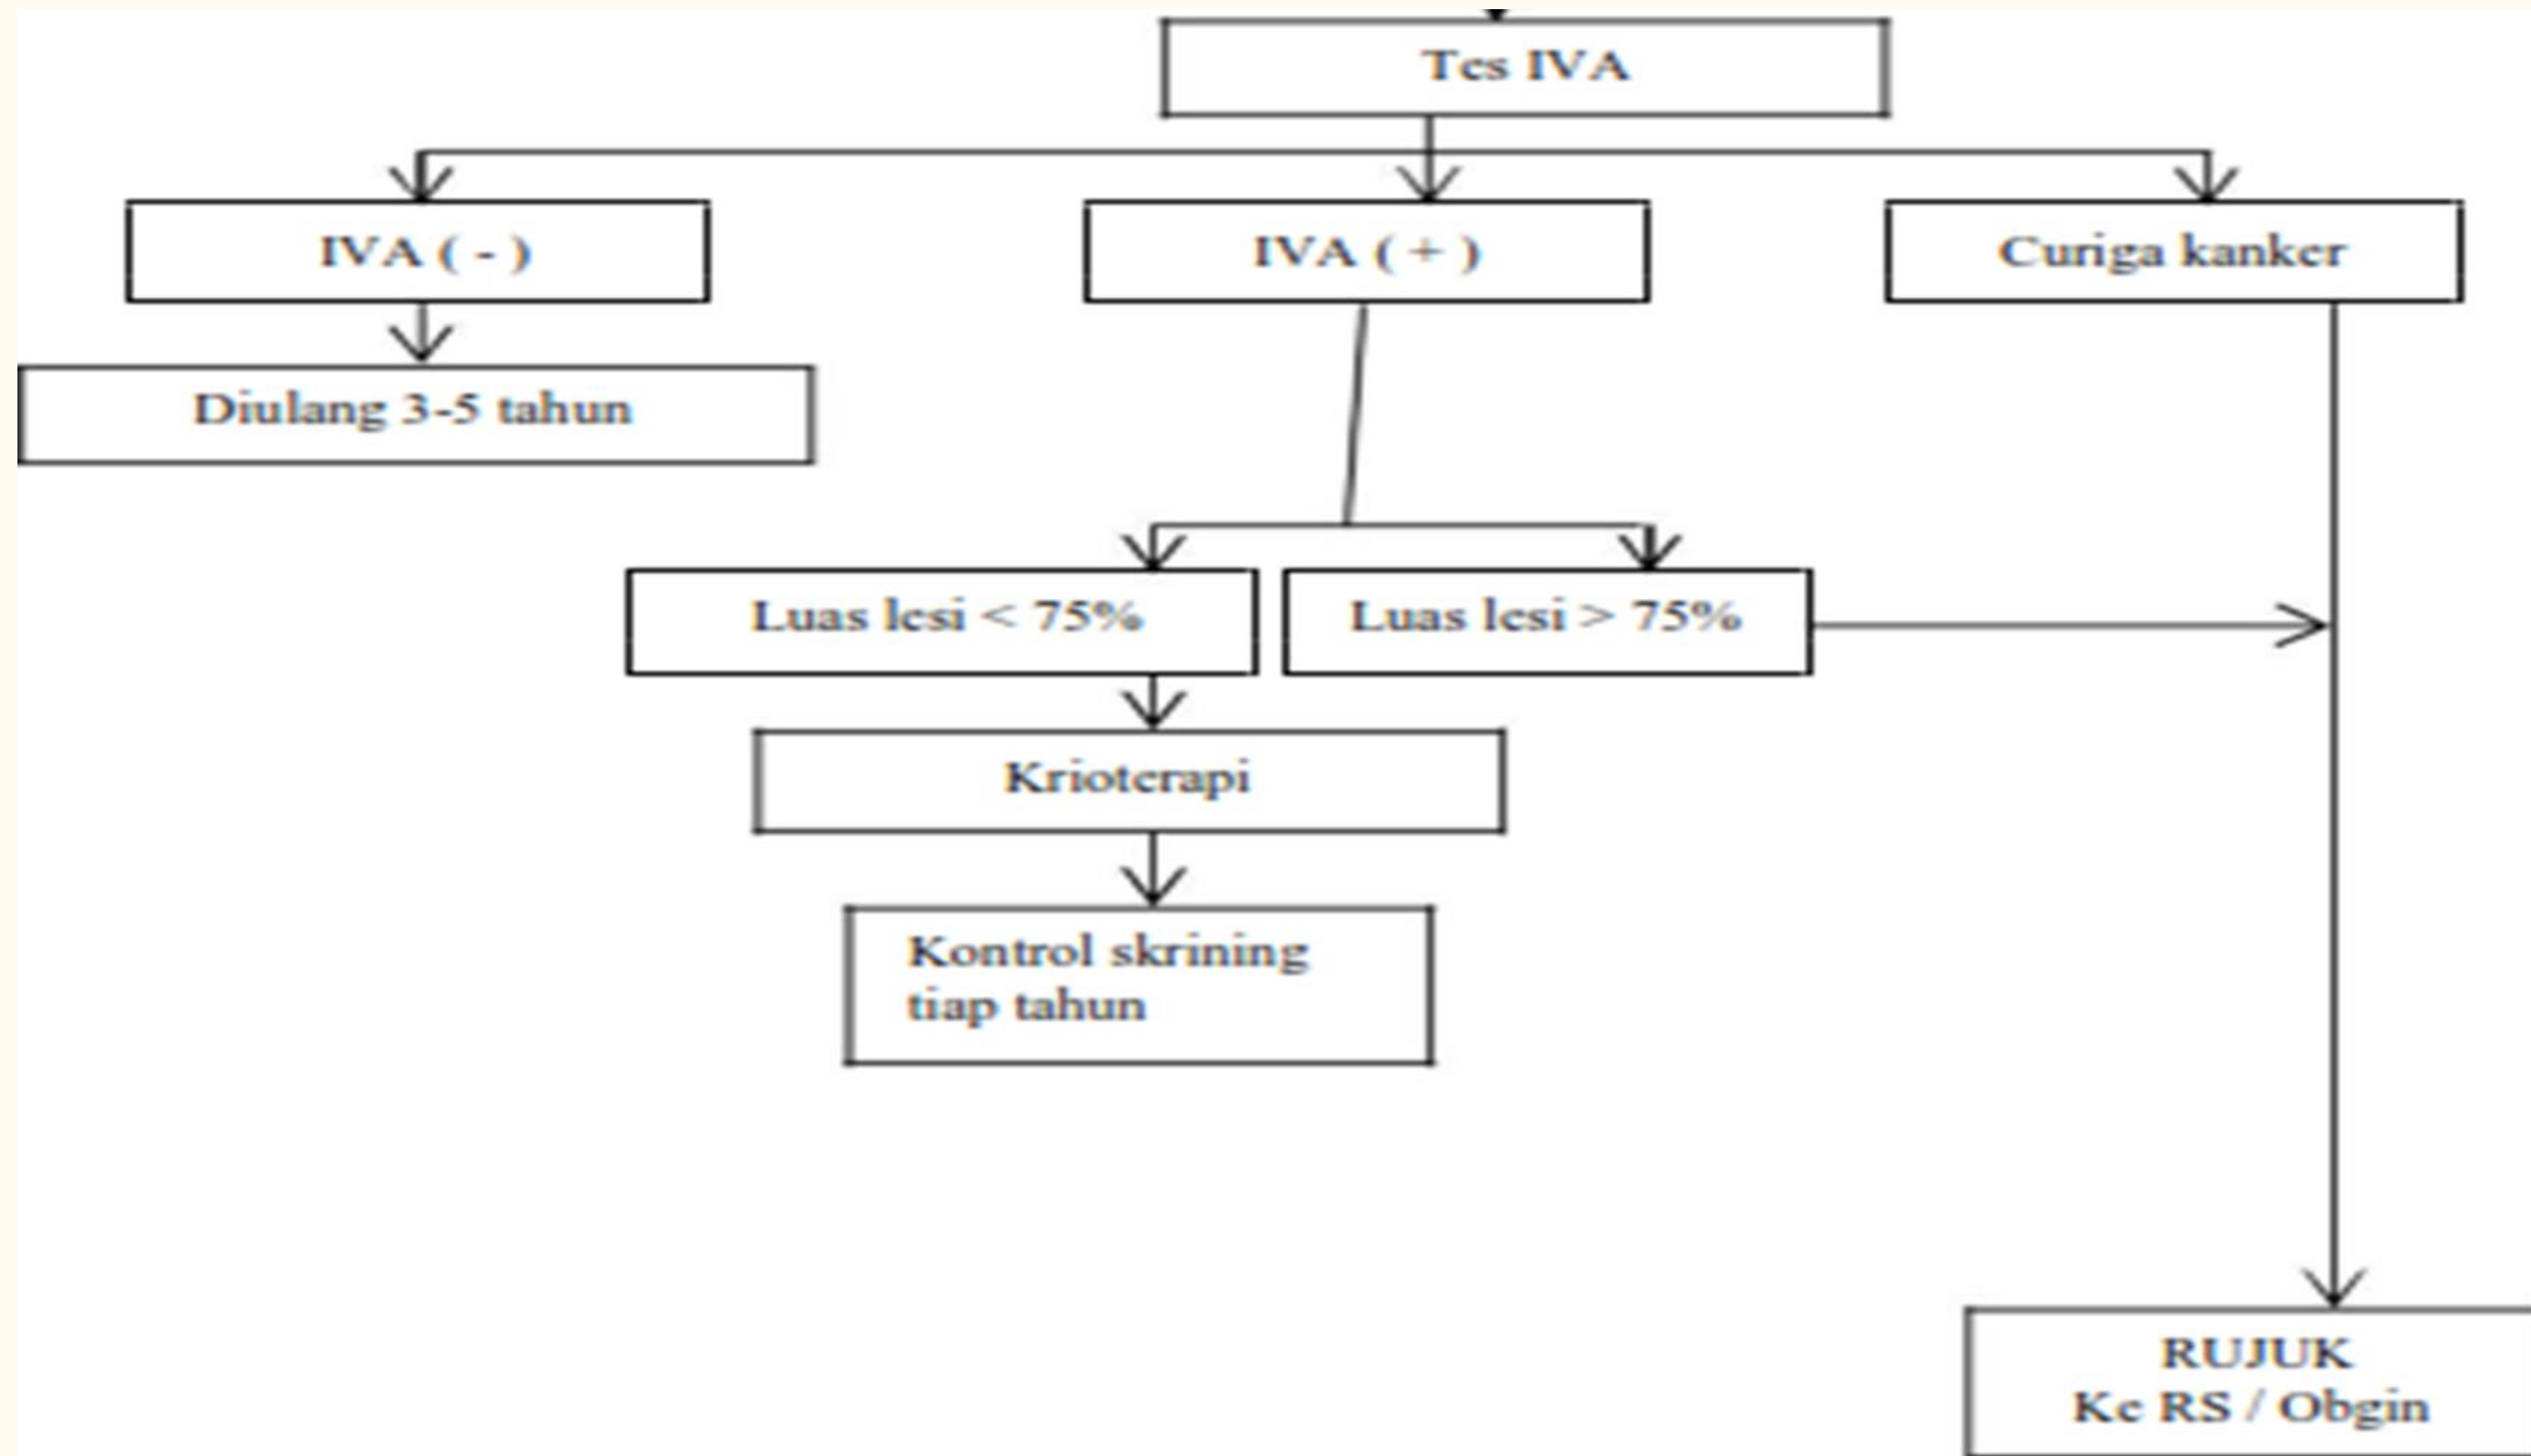 Tes IVA
IVA ( - )
IVA ( + )
Curiga kanker
Diulang 3-5 tahun
Luas lesi < 75%
Luas lesi > 75%
Krioterapi
Kontrol skrining
tiap tahun
RUJUK
Ke RS / Obgin